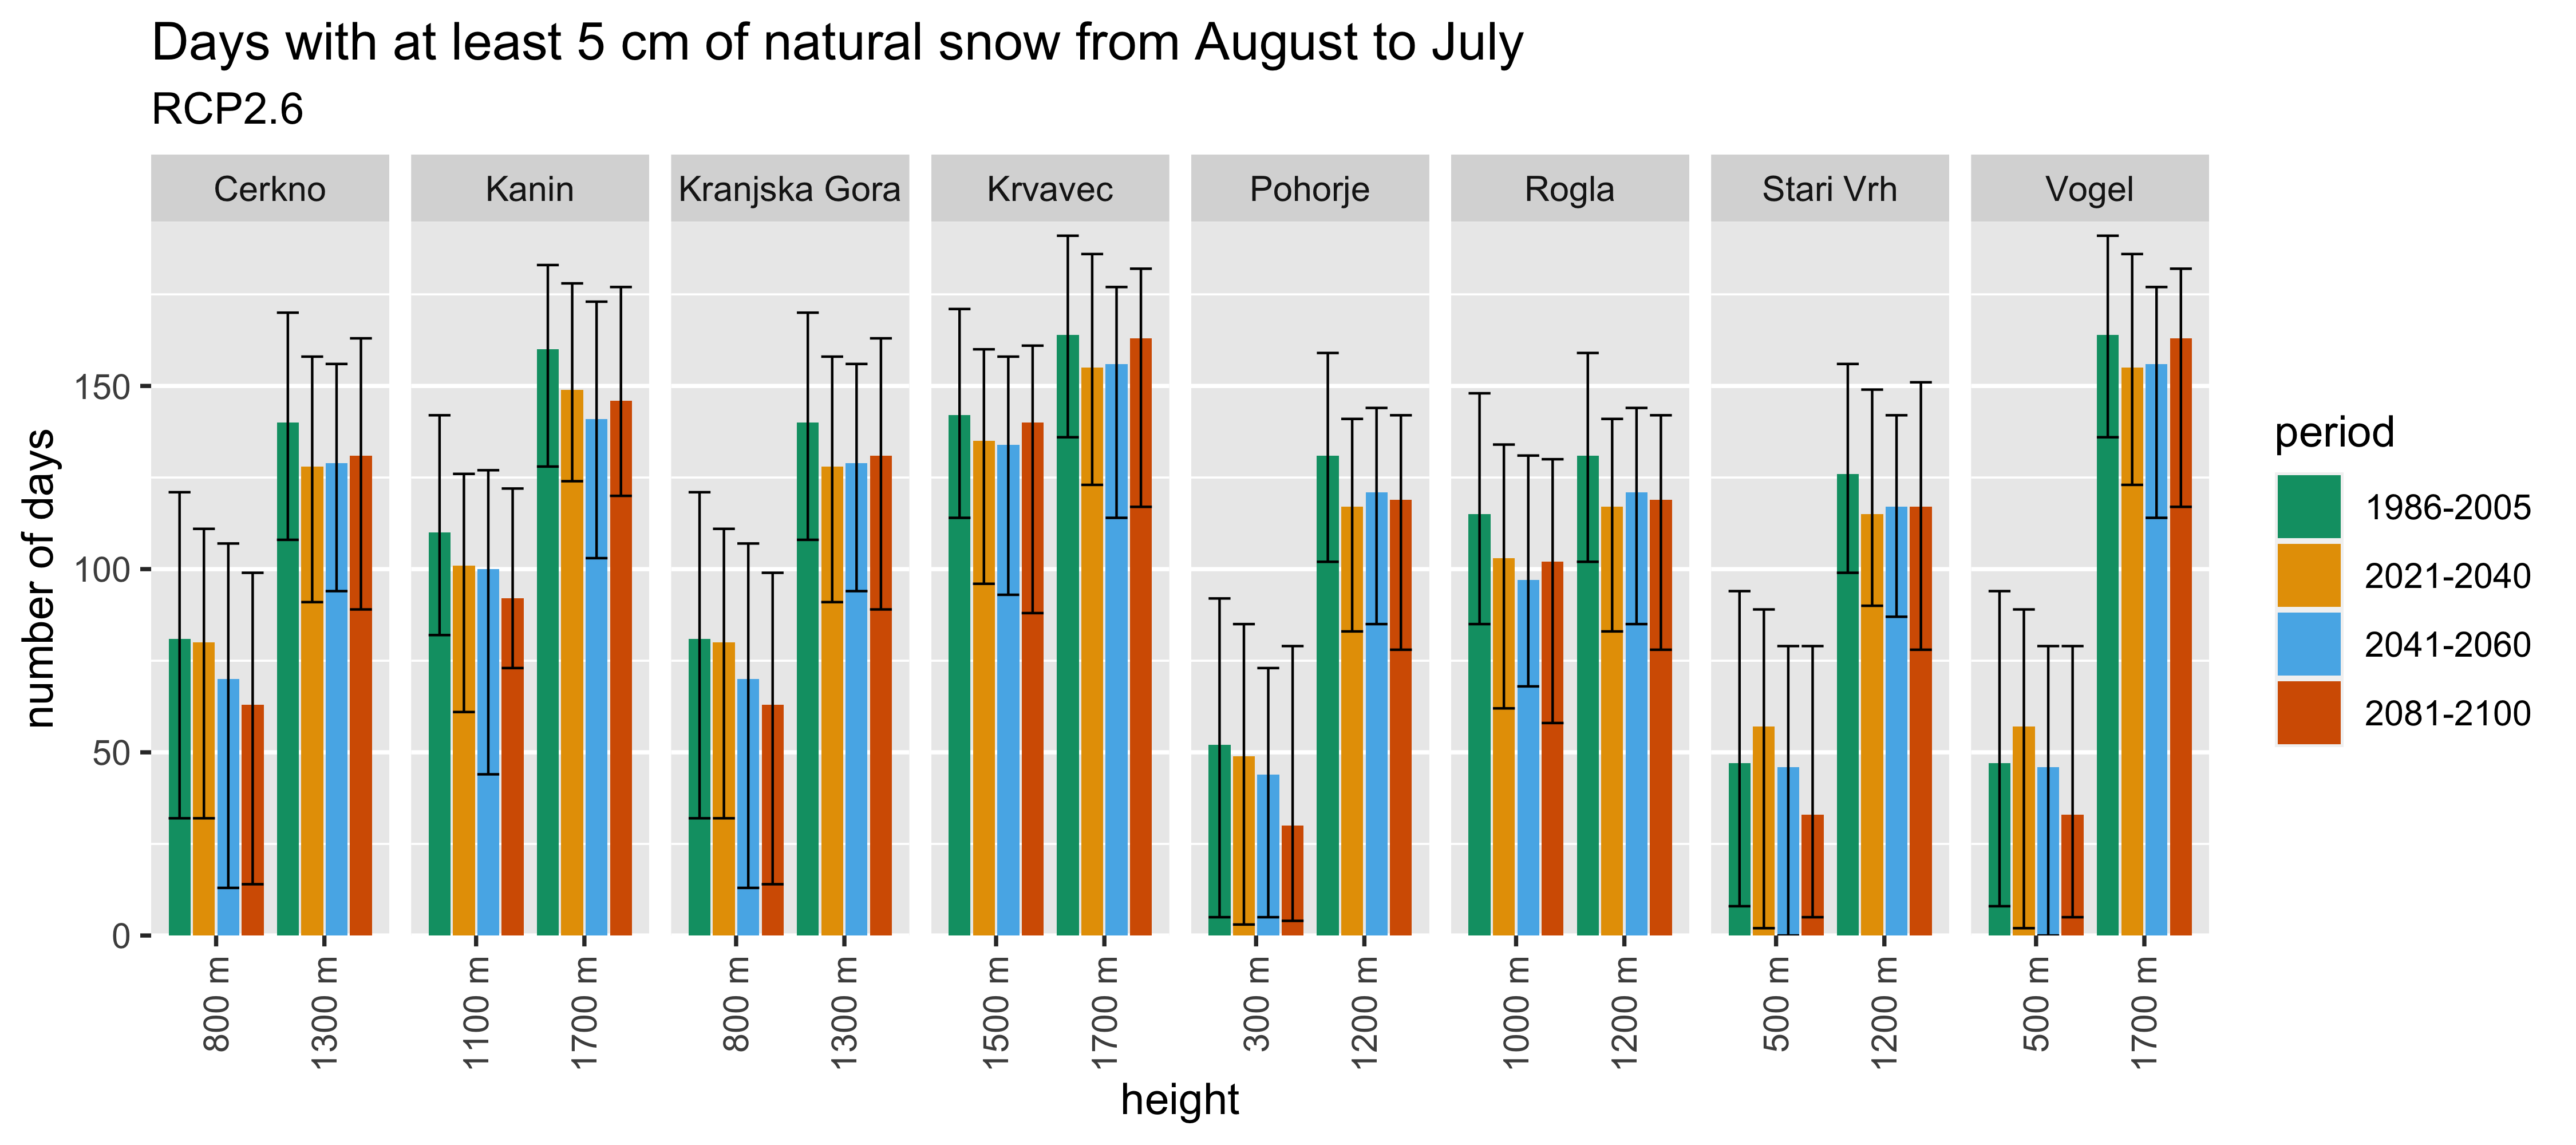 Days with at least 5 cm of natural snow from August to July
RCP2.6
Cerkno Kanin Kranjska Gora Krvavec Pohorje Rogla Stari Vrh Vogel
number of days
150
100
50
0
800 m 1300 m 1100 m 1700 m 800 m 1300 m 1500 m 1700 m 300 m 1200 m 1000 m 1200 m 500 m 1200 m 500 m 1700 m
height
period
1986-2005
2021-2040
2041-2060
2081-2100